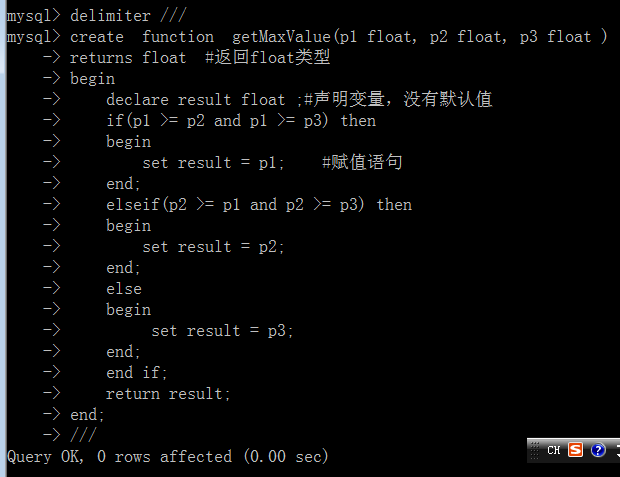 mysql> delimiter ///
mysql> create  function  getMaxValue(p1 float, p2 float, p3 float )
    -> returns float  #返回float类型
    -> begin
    ->     declare result float ;#声明变量，没有默认值
    ->     if(p1 >= p2 and p1 >= p3) then
    ->     begin
    ->         set result = p1;    #赋值语句
    ->     end;
    ->     elseif(p2 >= p1 and p2 >= p3) then
    ->     begin
    ->         set result = p2;
    ->     end;
    ->     else
    ->     begin
    ->          set result = p3;
    ->     end;
    ->     end if;
    ->     return result;
    -> end;
    -> ///
CH S ?
Query OK, 0 rows affected (0.00 sec)